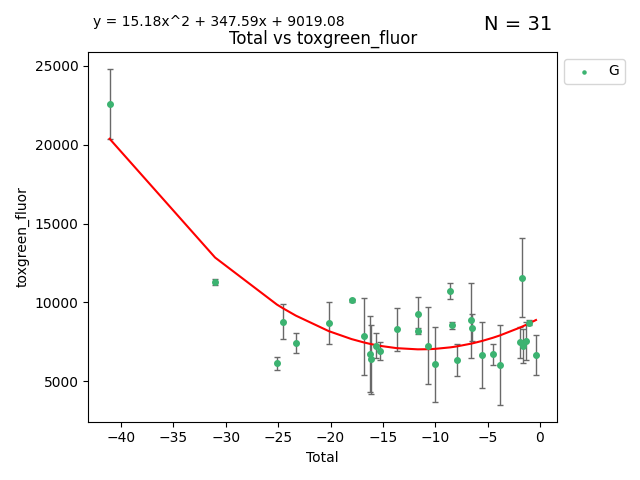 y = 15.18x^2 + 347.59x + 9019.08
N = 31
Total vs toxgreen_fluor
G
25000
20000
15000
10000
5000
toxgreen_fluor
−40 −35 −30 −25 −20 −15 −10 −5 0
Total